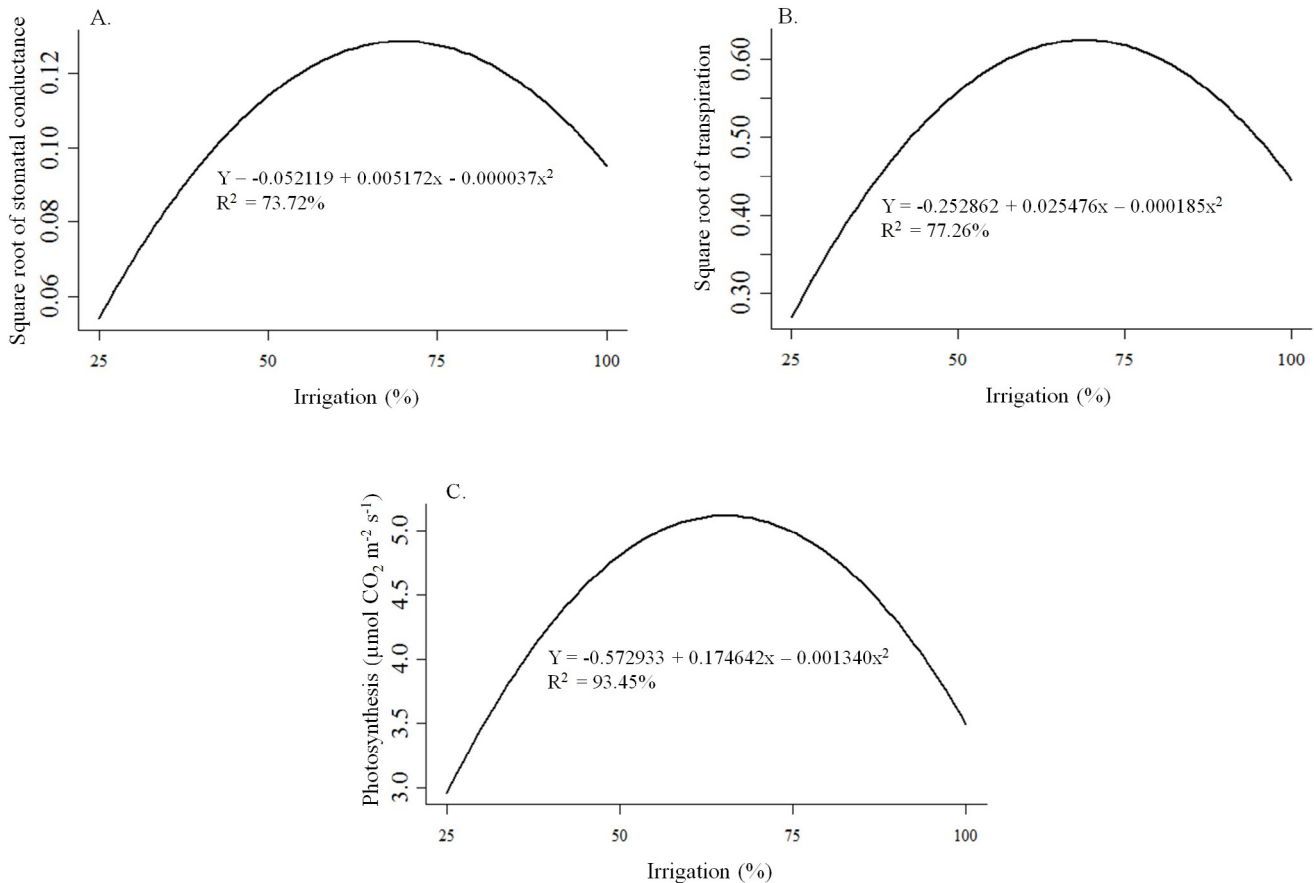 A.
Square root of stomatal conductance
0.12
0.10
0.08
0.06
Y – -0.052119 + 0.005172x - 0.000037x²
R² = 73.72%
25 50 75 100
Irrigation (%)
B.
Square root of transpiration
0.60
0.50
0.40
0.30
Y = -0.252862 + 0.025476x – 0.000185x²
R² = 77.26%
25 50 75 100
Irrigation (%)
C.
Photosynthesis (µmol CO₂ m⁻² s⁻¹)
5.0
4.5
4.0
3.5
3.0
Y = -0.572933 + 0.174642x – 0.001340x²
R² = 93.45%
25 50 75 100
Irrigation (%)